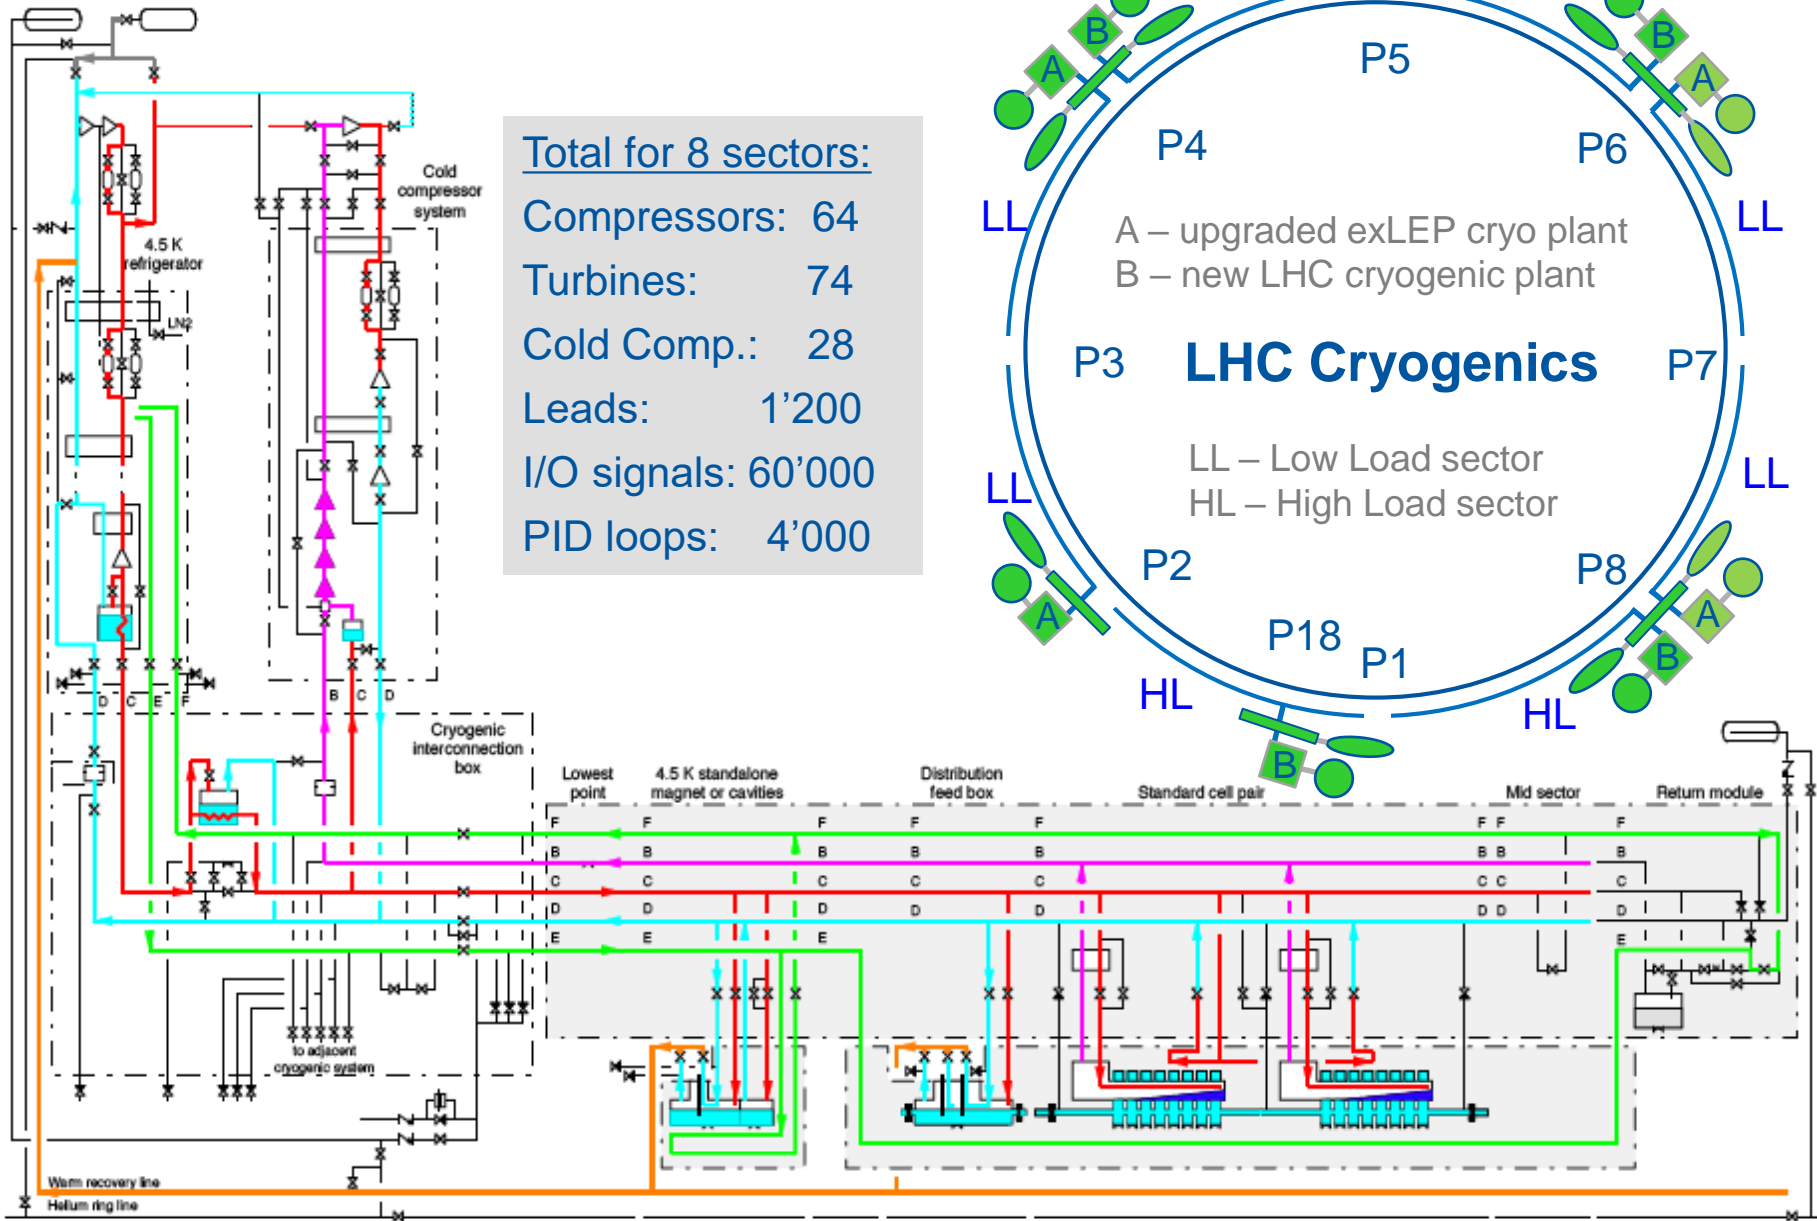 B
B
P5
A
A
Total for 8 sectors:
Compressors: 64
Turbines: 74
Cold Comp.: 28
Leads: 1'200
I/O signals: 60'000
PID loops: 4'000
Cold
compressor
system
4.5 K
refrigerator
LN2
P4
P6
LL
LL
A – upgraded exLEP cryo plant
B – new LHC cryogenic plant
P3
LHC Cryogenics
P7
LL – Low Load sector
HL – High Load sector
LL
LL
P2
P8
A
A
P18
P1
B
HL
HL
B
D C E F
B C D
Cryogenic
interconnection
box
Lowest
point
4.5 K standalone
magnet or cavities
Distribution
feed box
Standard cell pair
Mid sector
Return module
F F F F F F F F
B B B B B B B B
C C C C C C C C
D D D D D D D D
E E E E
to adjacent
cryogenic system
Warm recovery line
Helium ring line